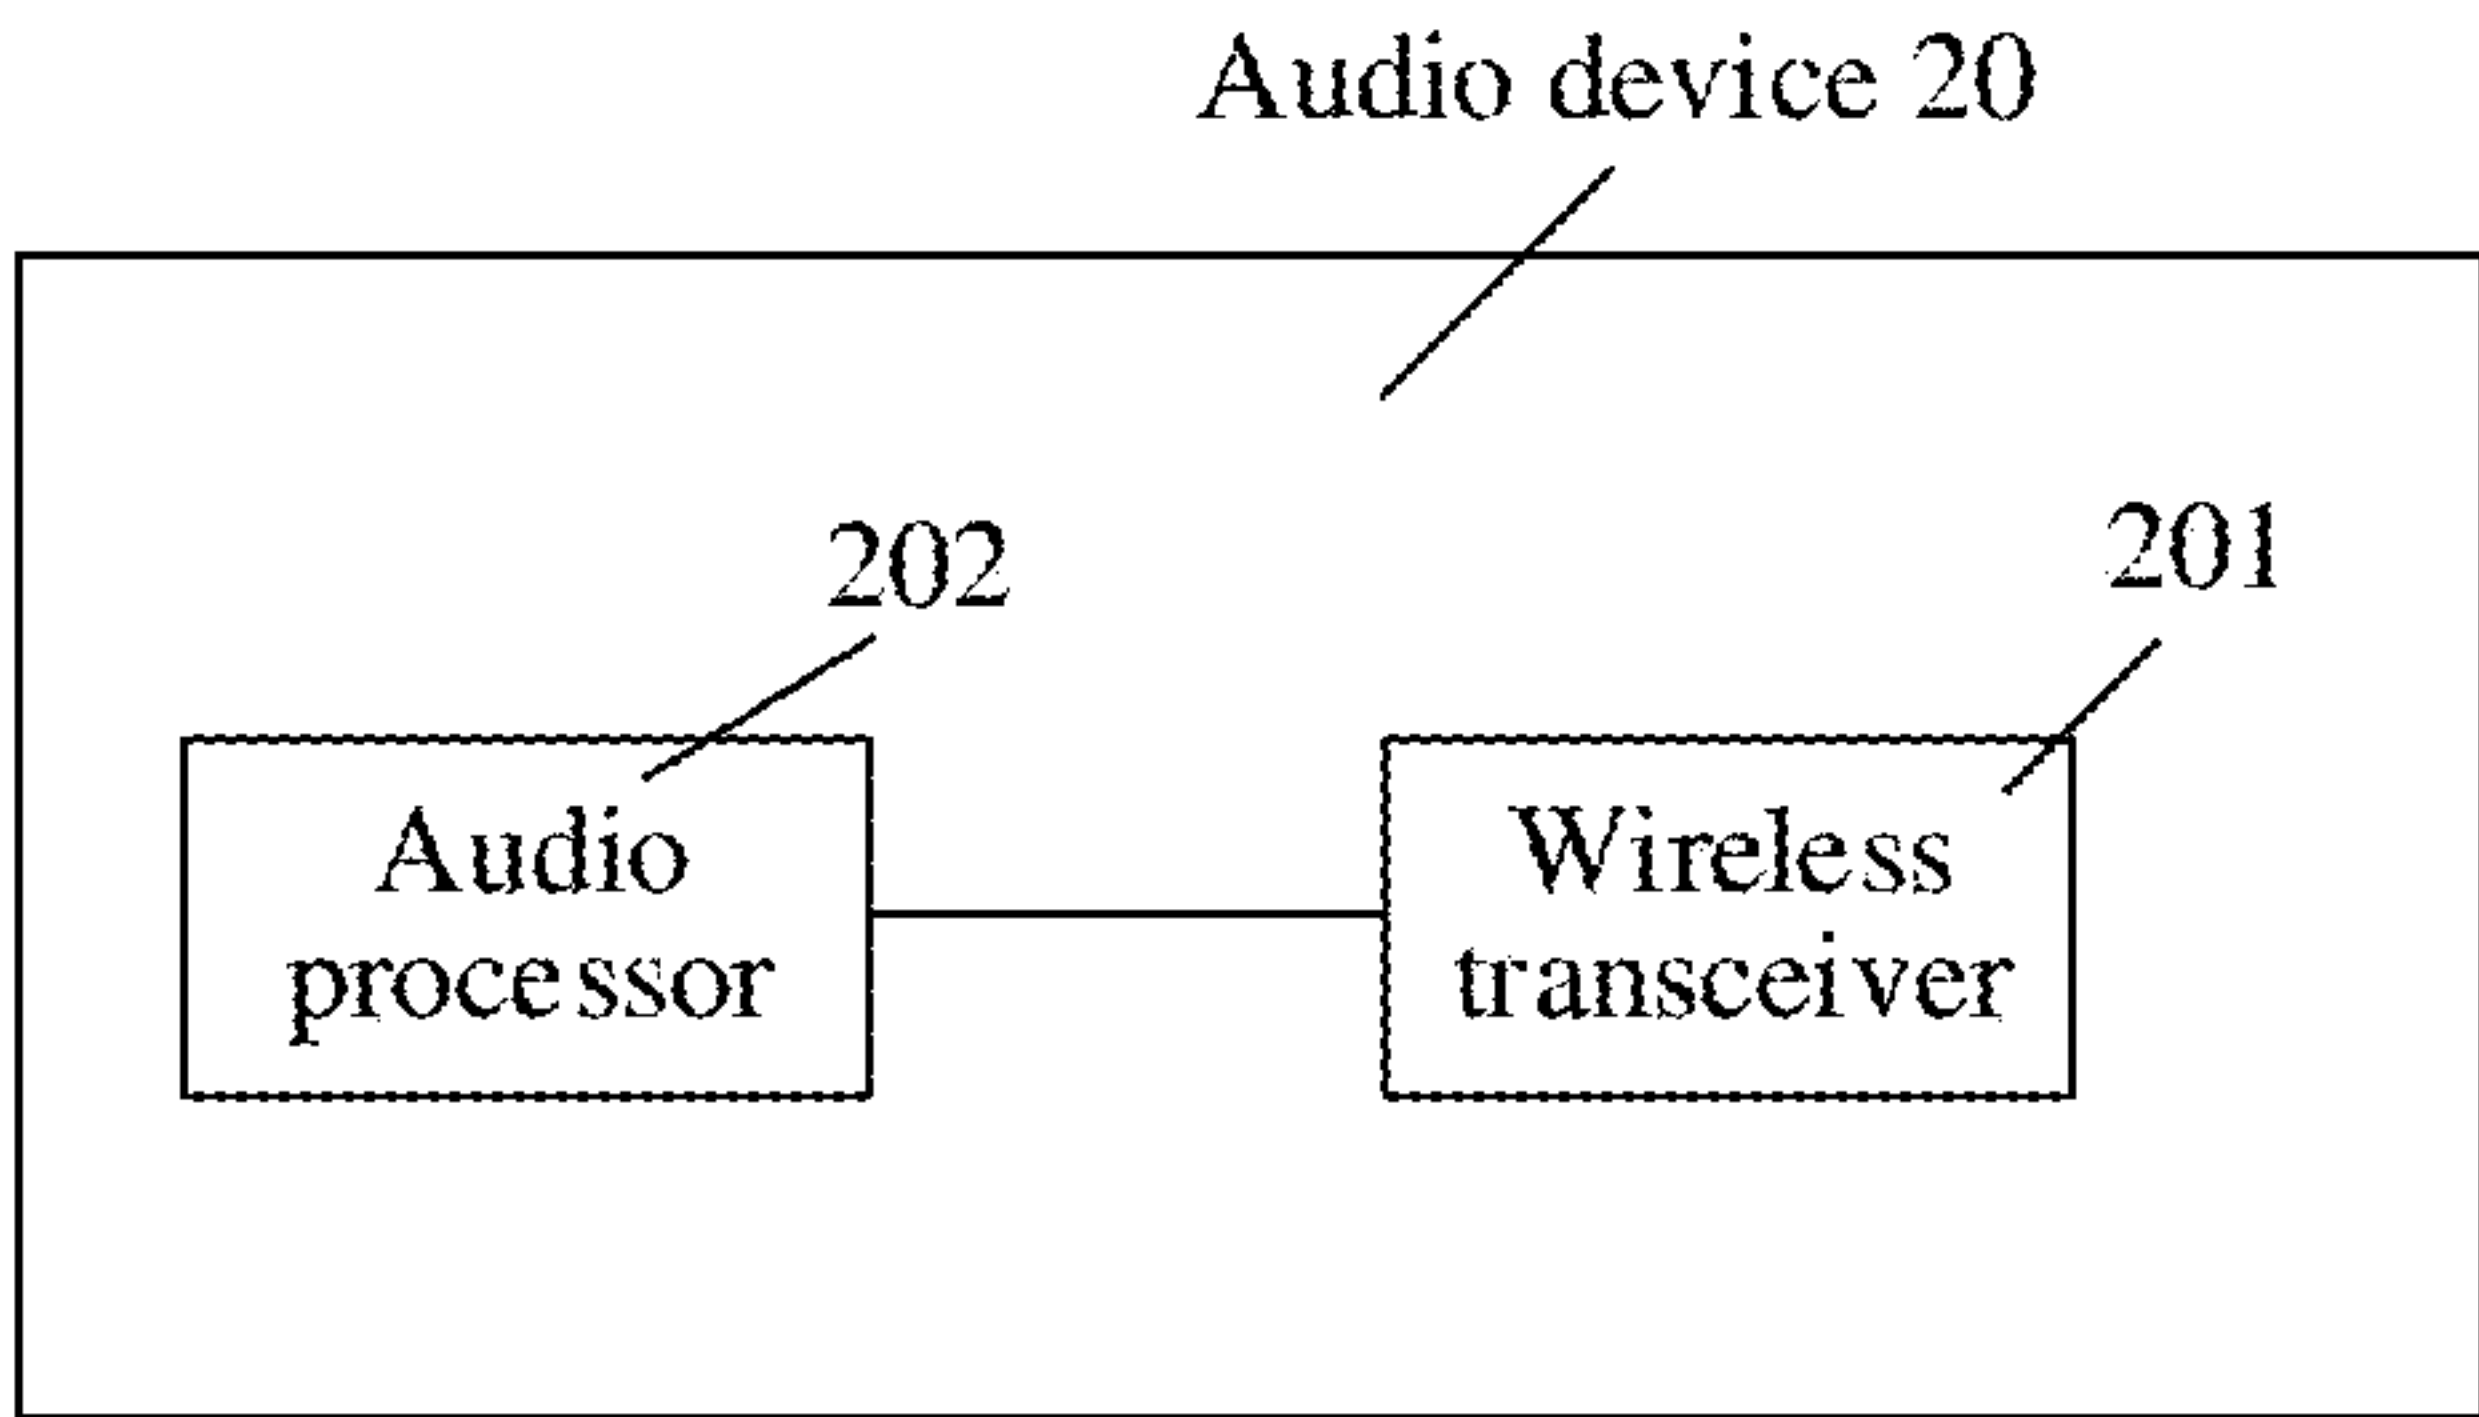 Audio device 20
202
201
Audio
processor
Wireless
transceiver